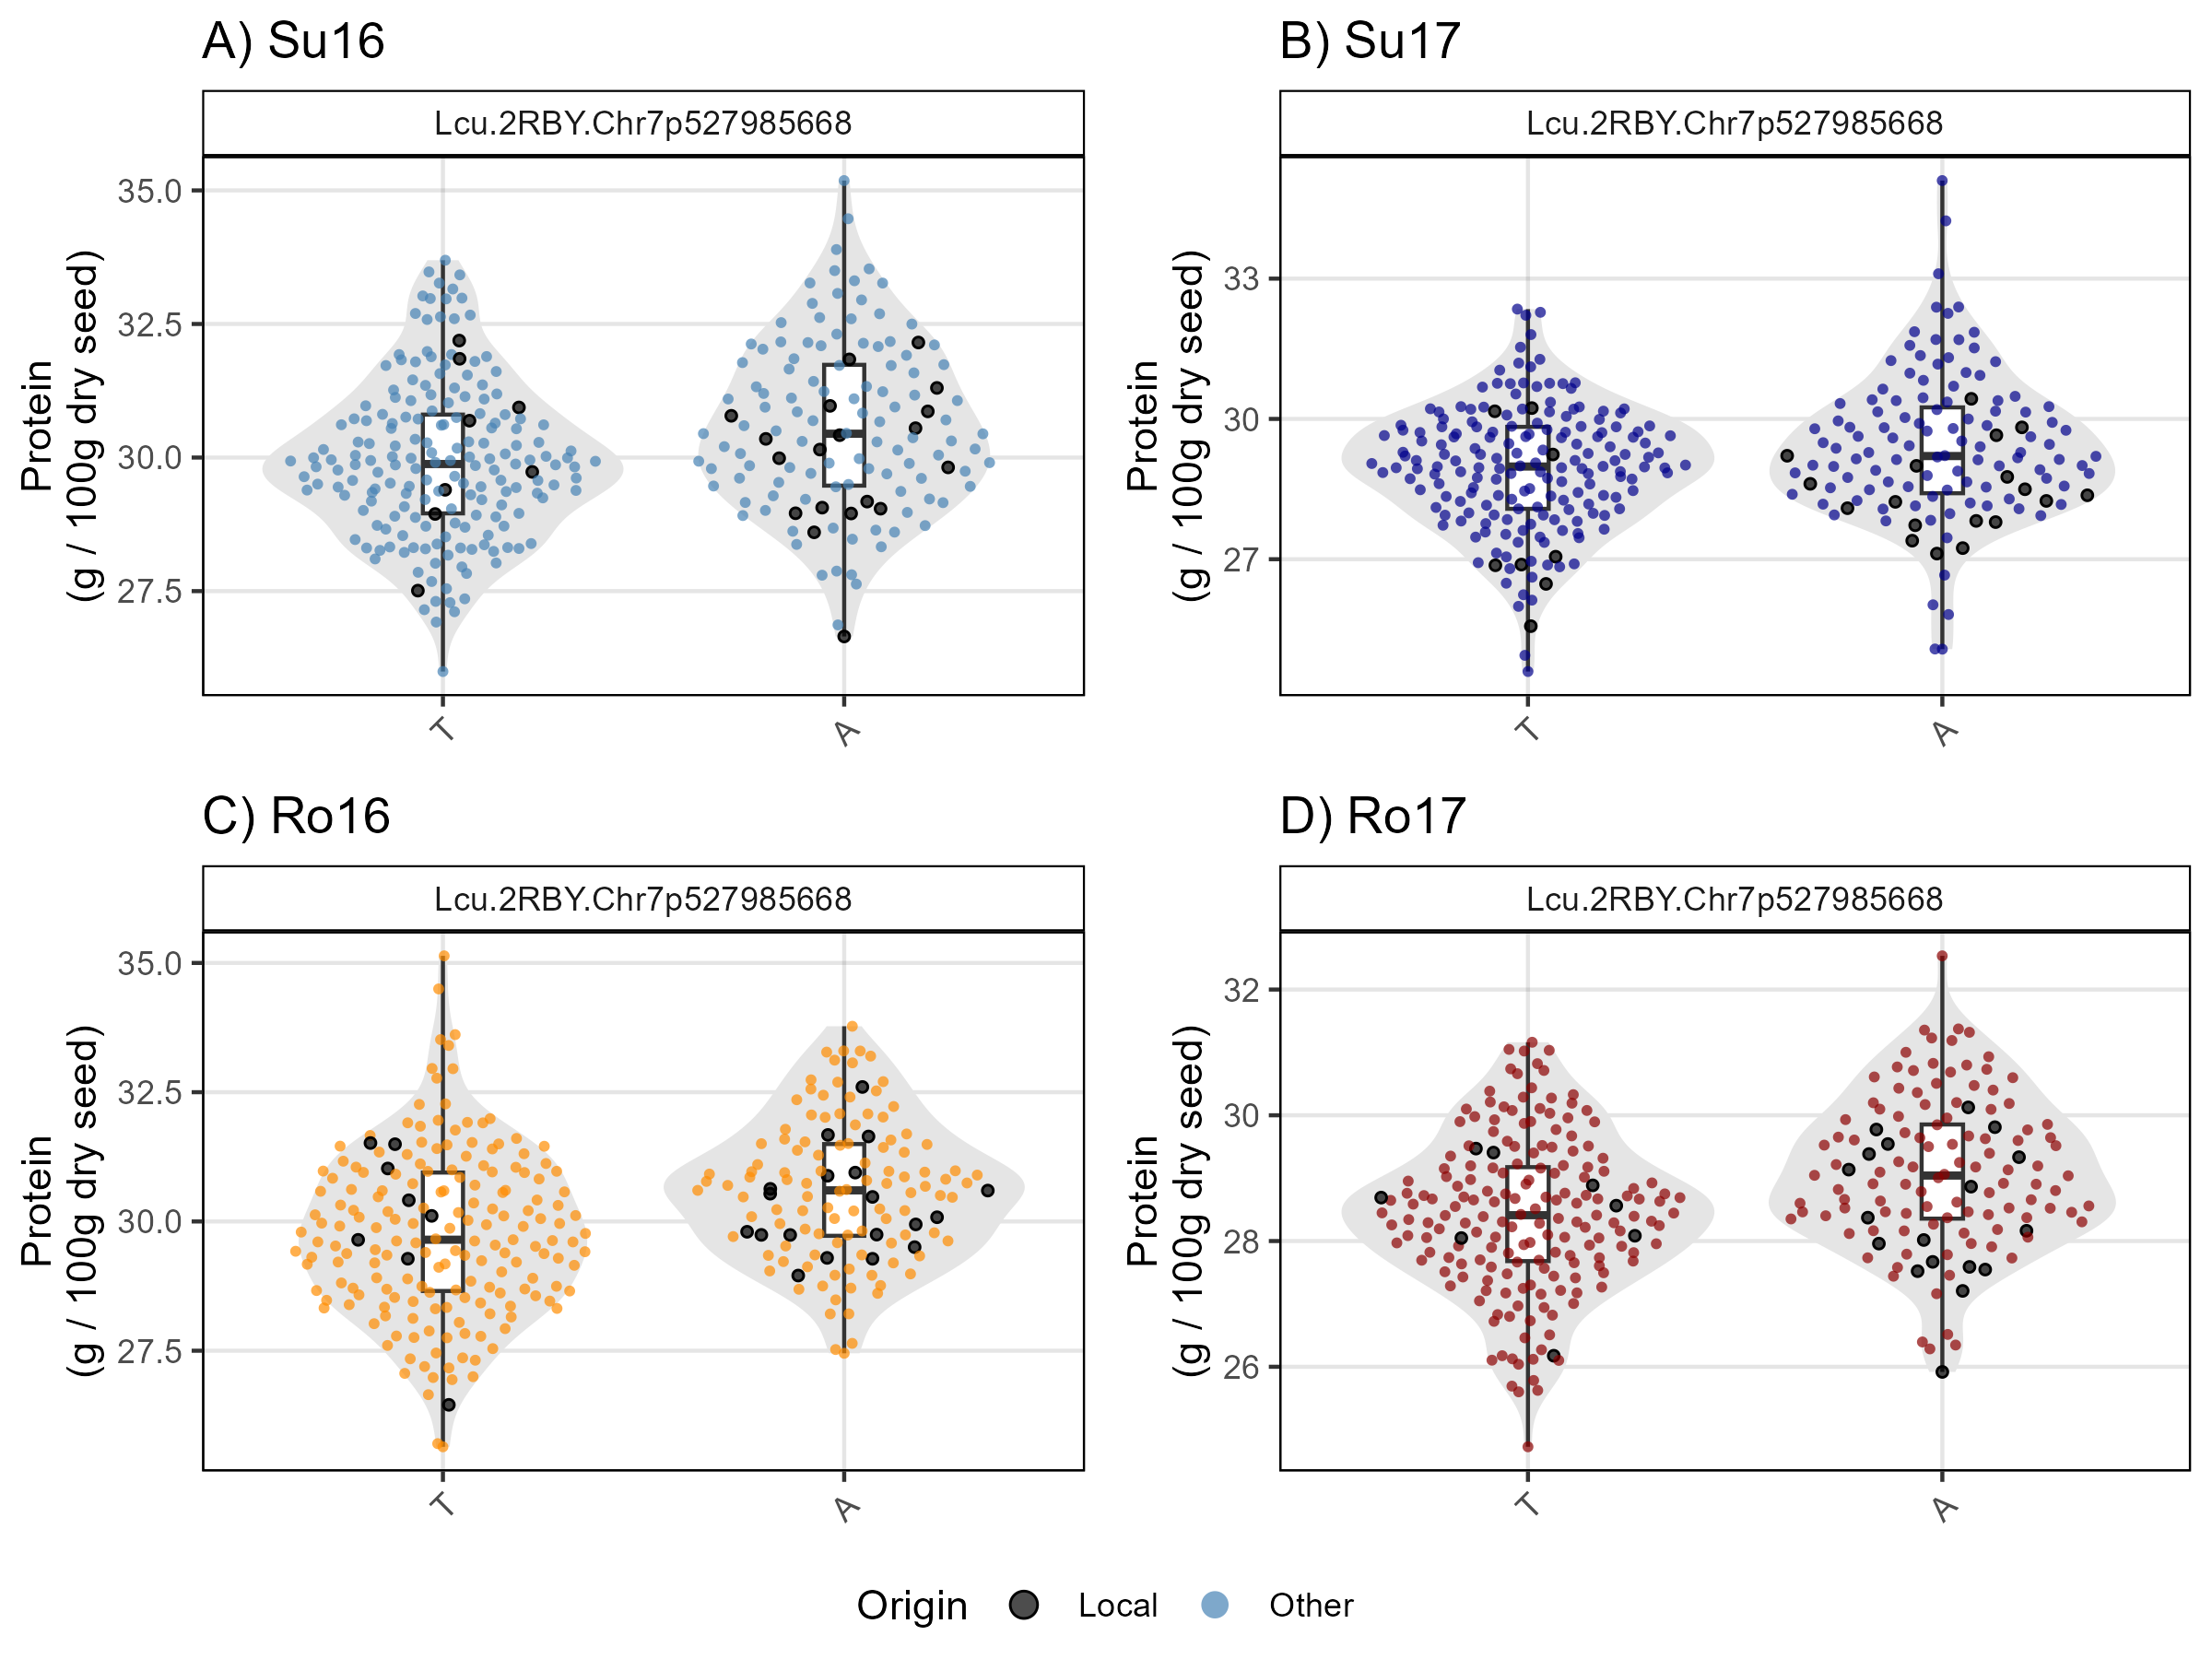 A) Su16
Lcu.2RBY.Chr7p527985668
Protein
(g / 100g dry seed)
35.0
32.5
30.0
27.5
T
A
B) Su17
Lcu.2RBY.Chr7p527985668
Protein
(g / 100g dry seed)
33
30
27
T
A
C) Ro16
Lcu.2RBY.Chr7p527985668
Protein
(g / 100g dry seed)
35.0
32.5
30.0
27.5
T
A
D) Ro17
Lcu.2RBY.Chr7p527985668
Protein
(g / 100g dry seed)
32
30
28
26
T
A
Origin Local Other